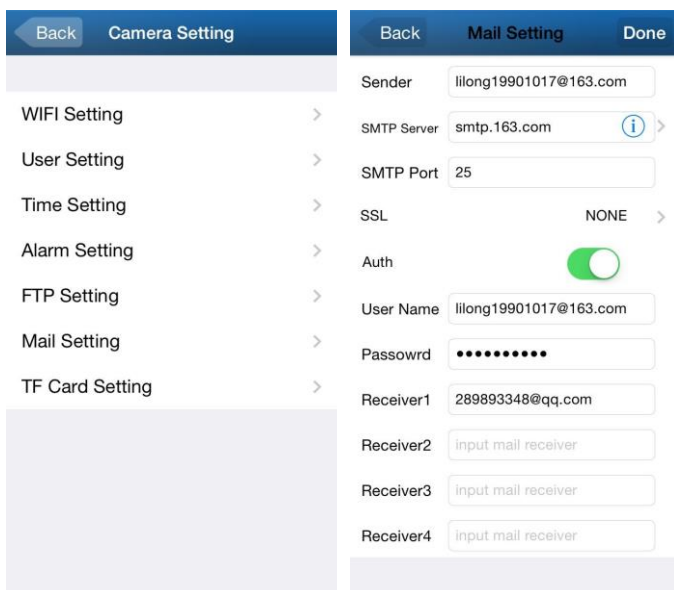 Back Camera Setting
WIFI Setting
User Setting
Time Setting
Alarm Setting
FTP Setting
Mail Setting
TF Card Setting
Back Mail Setting Done
Sender lilong19901017@163.com
SMTP Server smtp.163.com
SMTP Port 25
SSL NONE
Auth
User Name lilong19901017@163.com
Passowrd ••••••••••
Receiver1 289893348@qq.com
Receiver2 input mail receiver
Receiver3 input mail receiver
Receiver4 input mail receiver